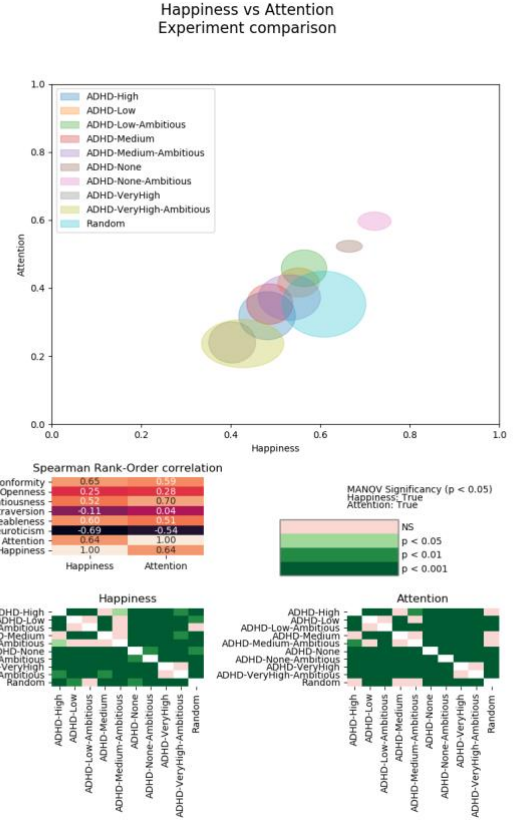 Happiness vs Attention
Experiment comparison
1.0
0.8
0.6
0.4
0.2
0.0
Attention
ADHD-High
ADHD-Low
ADHD-Low-Ambitious
ADHD-Medium
ADHD-Medium-Ambitious
ADHD-None
ADHD-None-Ambitious
ADHD-VeryHigh
ADHD-VeryHigh-Ambitious
Random
0.0 0.2 0.4 0.6 0.8 1.0
Happiness
Spearman Rank-Order correlation
onformity 0.65 0.59
Openness 0.25 0.28
ntiousness 0.52 0.70
traversion -0.11 0.04
eeableness 0.60 0.51
euroticism -0.69 -0.54
Attention 0.64 1.00
Happiness 1.00 0.64
Happiness Attention
MANOV Significancy (p < 0.05)
Happiness: True
Attention: True
NS
p < 0.05
p < 0.01
p < 0.001
Happiness
DHD-High
DHD-Low
Ambitious
D-Medium
Ambitious
DHD-None
Ambitious
-VeryHigh
Ambitious
Random
ADHD-High
ADHD-Low
ADHD-Low-Ambitious
ADHD-Medium
ADHD-Medium-Ambitious
ADHD-None
ADHD-None-Ambitious
ADHD-VeryHigh
ADHD-VeryHigh-Ambitious
Random
Attention
ADHD-High
ADHD-Low
ADHD-Low-Ambitious
ADHD-Medium
ADHD-Medium-Ambitious
ADHD-None
ADHD-None-Ambitious
ADHD-VeryHigh
ADHD-VeryHigh-Ambitious
Random
ADHD-High
ADHD-Low
ADHD-Low-Ambitious
ADHD-Medium
ADHD-Medium-Ambitious
ADHD-None
ADHD-None-Ambitious
ADHD-VeryHigh
ADHD-VeryHigh-Ambitious
Random